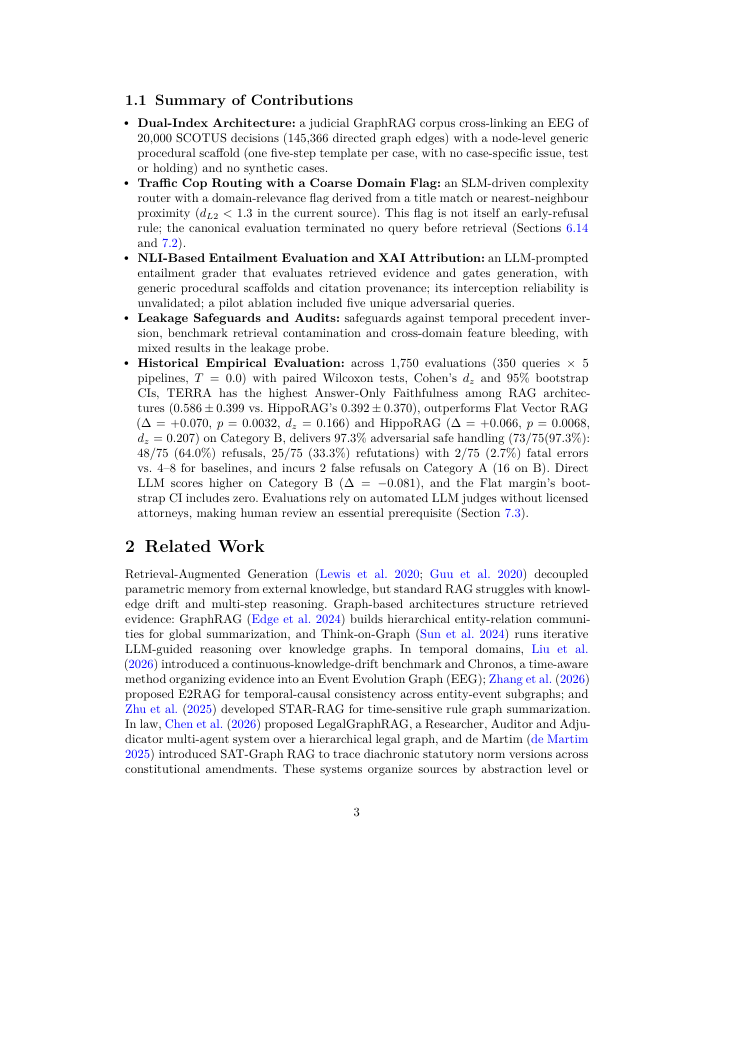 1.1 Summary of Contributions
• Dual-Index Architecture: a judicial GraphRAG corpus cross-linking an EEG of
20,000 SCOTUS decisions (145,366 directed graph edges) with a node-level generic
procedural scaffold (one five-step template per case, with no case-specific issue, test
or holding) and no synthetic cases.
• Traffic Cop Routing with a Coarse Domain Flag: an SLM-driven complexity
router with a domain-relevance flag derived from a title match or nearest-neighbour
proximity (d_{L2} < 1.3 in the current source). This flag is not itself an early-refusal
rule; the canonical evaluation terminated no query before retrieval (Sections 6.14
and 7.2).
• NLI-Based Entailment Evaluation and XAI Attribution: an LLM-prompted
entailment grader that evaluates retrieved evidence and gates generation, with
generic procedural scaffolds and citation provenance; its interception reliability is
unvalidated; a pilot ablation included five unique adversarial queries.
• Leakage Safeguards and Audits: safeguards against temporal precedent inver-
sion, benchmark retrieval contamination and cross-domain feature bleeding, with
mixed results in the leakage probe.
• Historical Empirical Evaluation: across 1,750 evaluations (350 queries × 5
pipelines, T = 0.0) with paired Wilcoxon tests, Cohen's d_z and 95% bootstrap
CIs, TERRA has the highest Answer-Only Faithfulness among RAG architec-
tures (0.586 ± 0.399 vs. HippoRAG's 0.392 ± 0.370), outperforms Flat Vector RAG
(Δ = +0.070, p = 0.0032, d_z = 0.166) and HippoRAG (Δ = +0.066, p = 0.0068,
d_z = 0.207) on Category B, delivers 97.3% adversarial safe handling (73/75(97.3%):
48/75 (64.0%) refusals, 25/75 (33.3%) refutations) with 2/75 (2.7%) fatal errors
vs. 4–8 for baselines, and incurs 2 false refusals on Category A (16 on B). Direct
LLM scores higher on Category B (Δ = −0.081), and the Flat margin's boot-
strap CI includes zero. Evaluations rely on automated LLM judges without licensed
attorneys, making human review an essential prerequisite (Section 7.3).
2 Related Work
Retrieval-Augmented Generation (Lewis et al. 2020; Guu et al. 2020) decoupled
parametric memory from external knowledge, but standard RAG struggles with knowl-
edge drift and multi-step reasoning. Graph-based architectures structure retrieved
evidence: GraphRAG (Edge et al. 2024) builds hierarchical entity-relation communi-
ties for global summarization, and Think-on-Graph (Sun et al. 2024) runs iterative
LLM-guided reasoning over knowledge graphs. In temporal domains, Liu et al.
(2026) introduced a continuous-knowledge-drift benchmark and Chronos, a time-aware
method organizing evidence into an Event Evolution Graph (EEG); Zhang et al. (2026)
proposed E2RAG for temporal-causal consistency across entity-event subgraphs; and
Zhu et al. (2025) developed STAR-RAG for time-sensitive rule graph summarization.
In law, Chen et al. (2026) proposed LegalGraphRAG, a Researcher, Auditor and Adju-
dicator multi-agent system over a hierarchical legal graph, and de Martim (de Martim
2025) introduced SAT-Graph RAG to trace diachronic statutory norm versions across
constitutional amendments. These systems organize sources by abstraction level or
3